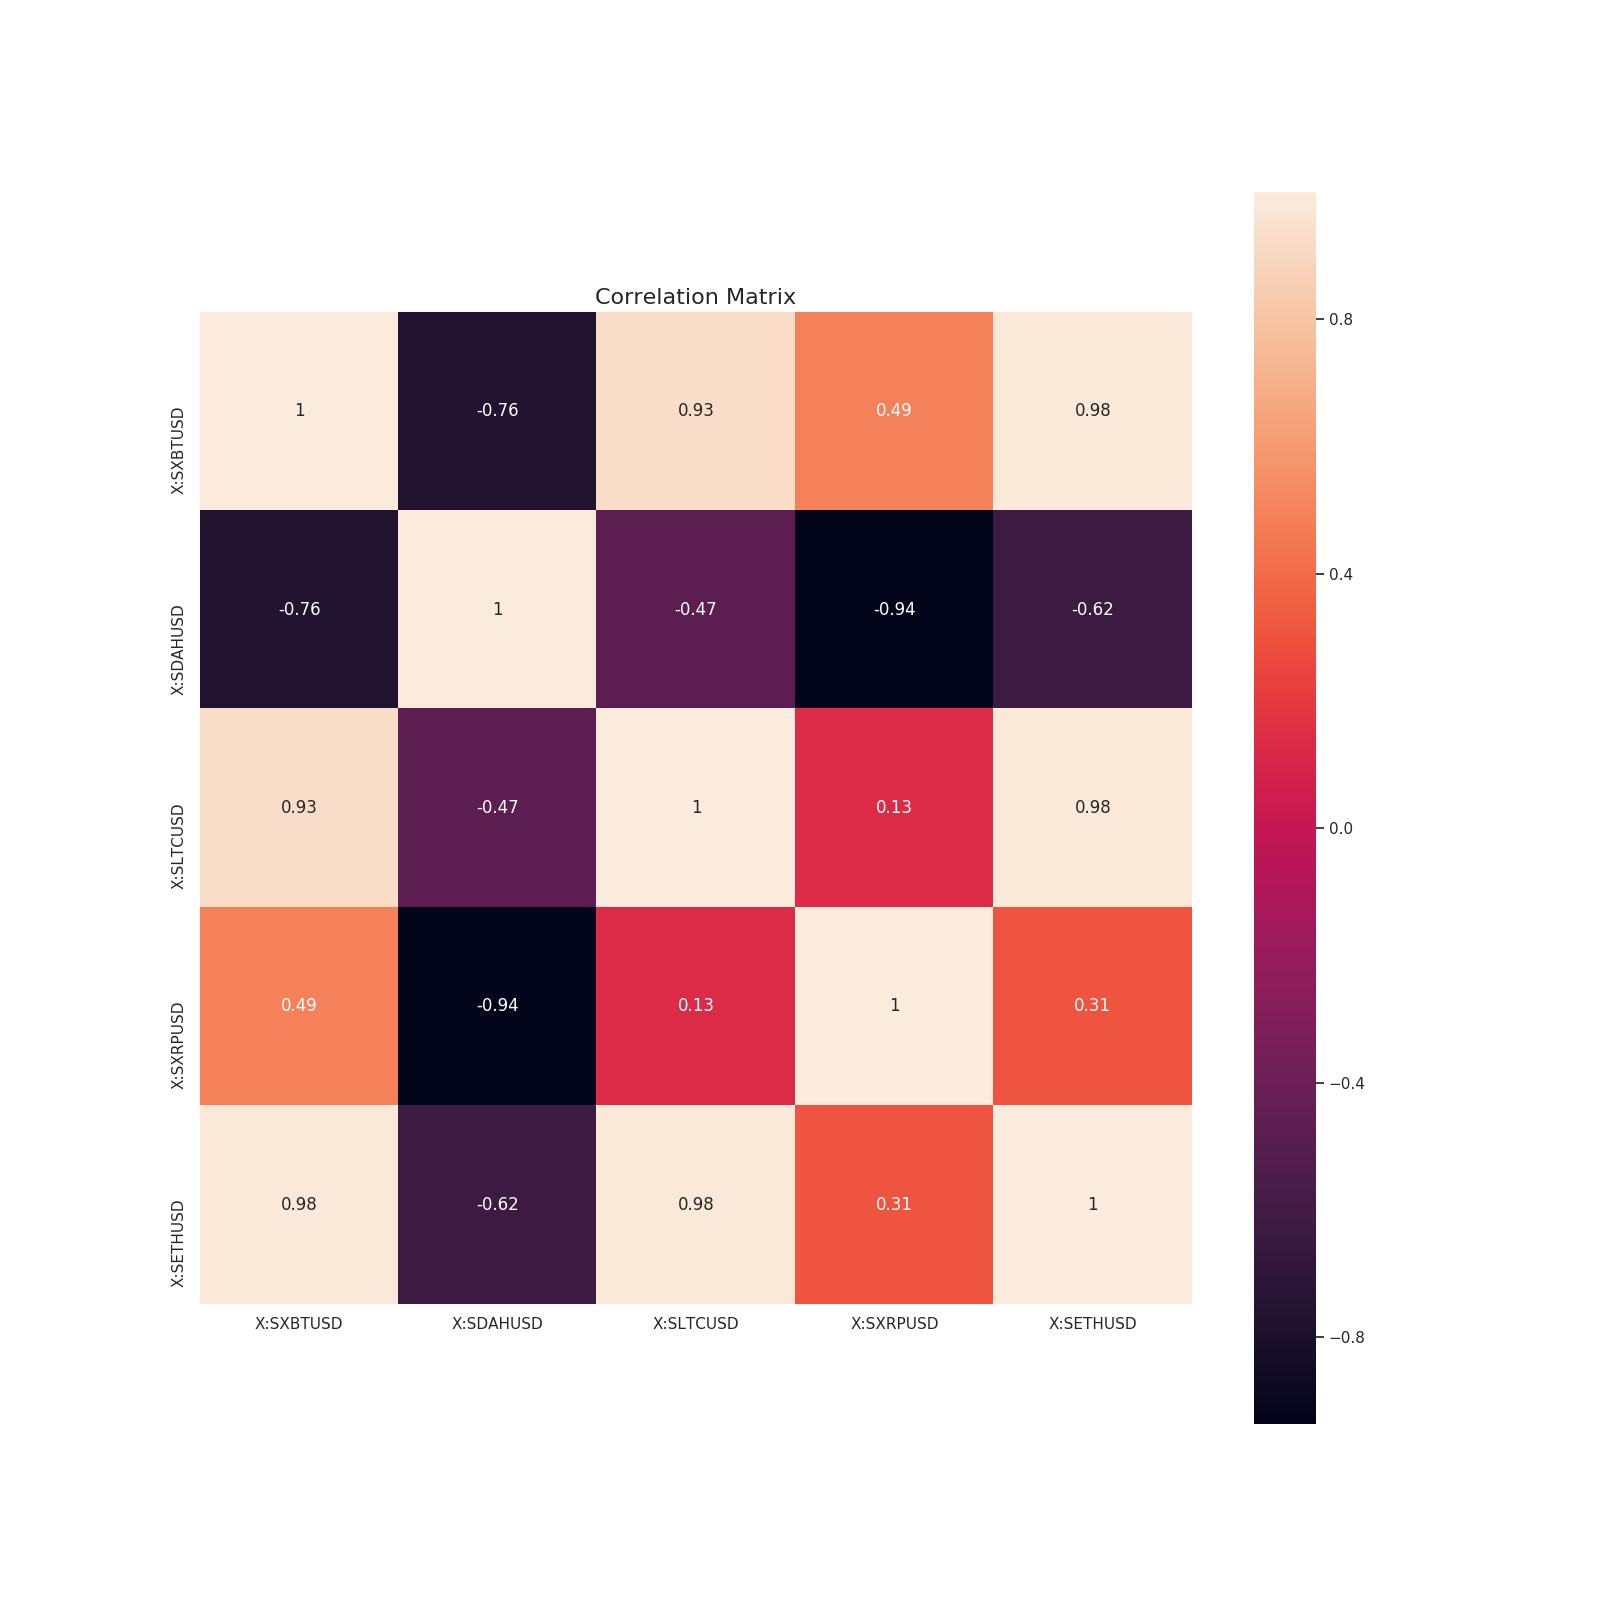 Correlation Matrix
X:SXBTUSD 1 -0.76 0.93 0.49 0.98
X:SDAHUSD -0.76 1 -0.47 -0.94 -0.62
X:SLTCUSD 0.93 -0.47 1 0.13 0.98
X:SXRPUSD 0.49 -0.94 0.13 1 0.31
X:SETHUSD 0.98 -0.62 0.98 0.31 1
X:SXBTUSD X:SDAHUSD X:SLTCUSD X:SXRPUSD X:SETHUSD
0.8
0.4
0.0
−0.4
−0.8